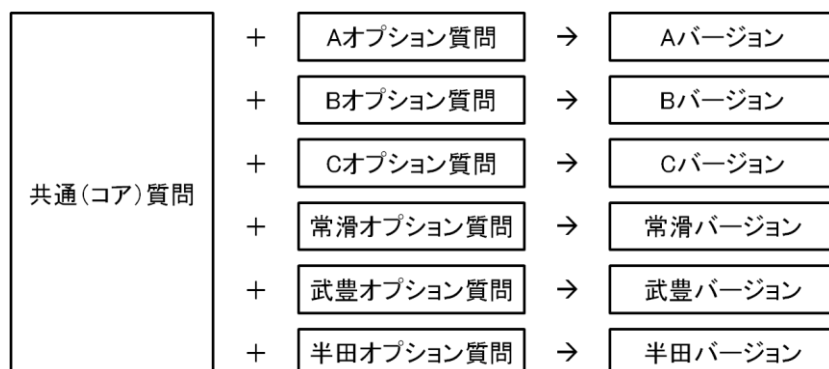 共通(コア)質問
+ Aオプション質問 → Aバージョン
+ Bオプション質問 → Bバージョン
+ Cオプション質問 → Cバージョン
+ 常滑オプション質問 → 常滑バージョン
+ 武豊オプション質問 → 武豊バージョン
+ 半田オプション質問 → 半田バージョン